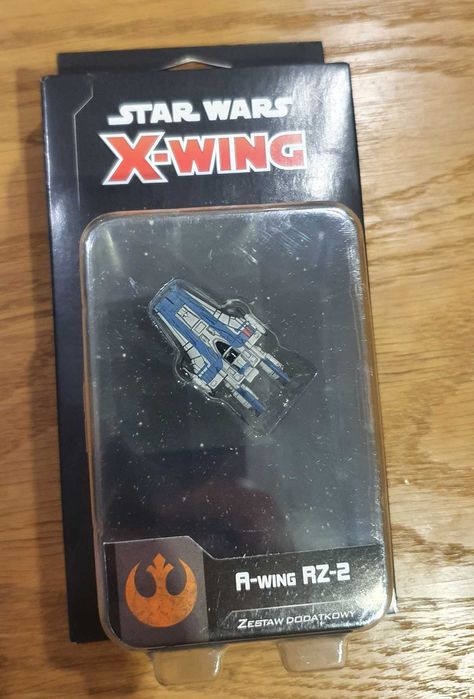 STAR WARS
X-WING
A-WING RZ-2
ZESTAW DODATKOWY